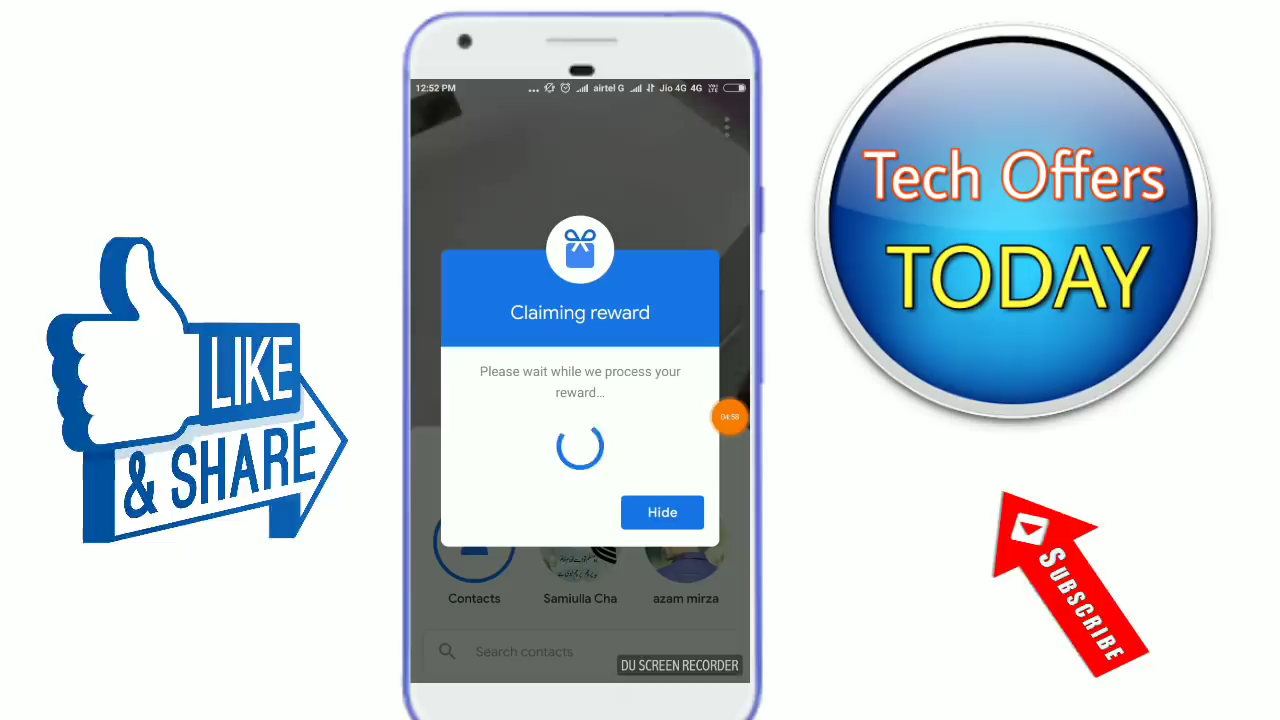 12:52 PM ... airtel G Jio 4G 4G VoLTE
Tech Offers
TODAY
Claiming reward
Please wait while we process your
reward...
04:58
LIKE
& SHARE
Hide
Contacts Samiulla Cha azam mirza
Search contacts
DU SCREEN RECORDER
SUBSCRIBE